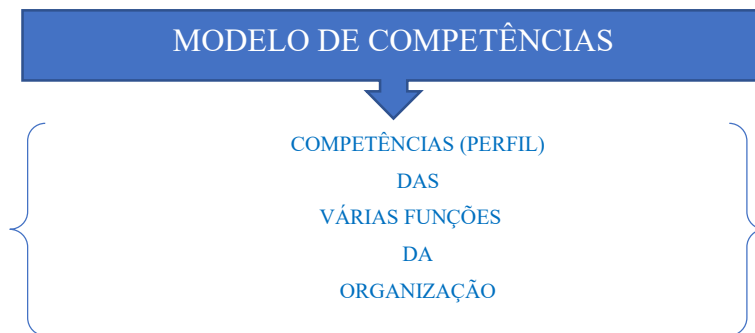 MODELO DE COMPETÊNCIAS
COMPETÊNCIAS (PERFIL)
DAS
VÁRIAS FUNÇÕES
DA
ORGANIZAÇÃO